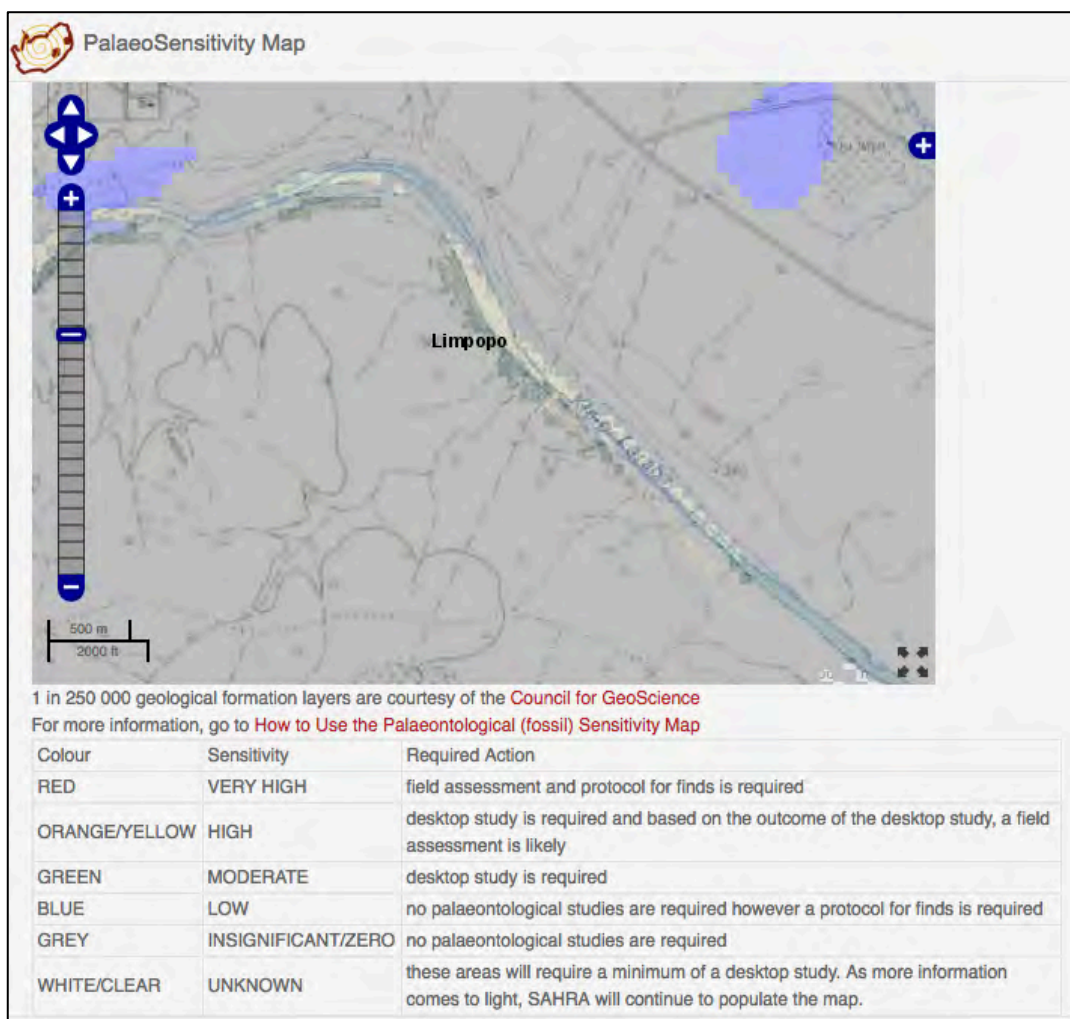 PalaeoSensitivity Map
Limpopo
500 m
2000 ft
1 in 250 000 geological formation layers are courtesy of the Council for GeoScience
For more information, go to How to Use the Palaeontological (fossil) Sensitivity Map
Colour Sensitivity Required Action
RED VERY HIGH field assessment and protocol for finds is required
ORANGE/YELLOW HIGH desktop study is required and based on the outcome of the desktop study, a field
assessment is likely
GREEN MODERATE desktop study is required
BLUE LOW no palaeontological studies are required however a protocol for finds is required
GREY INSIGNIFICANT/ZERO no palaeontological studies are required
WHITE/CLEAR UNKNOWN these areas will require a minimum of a desktop study. As more information
comes to light, SAHRA will continue to populate the map.